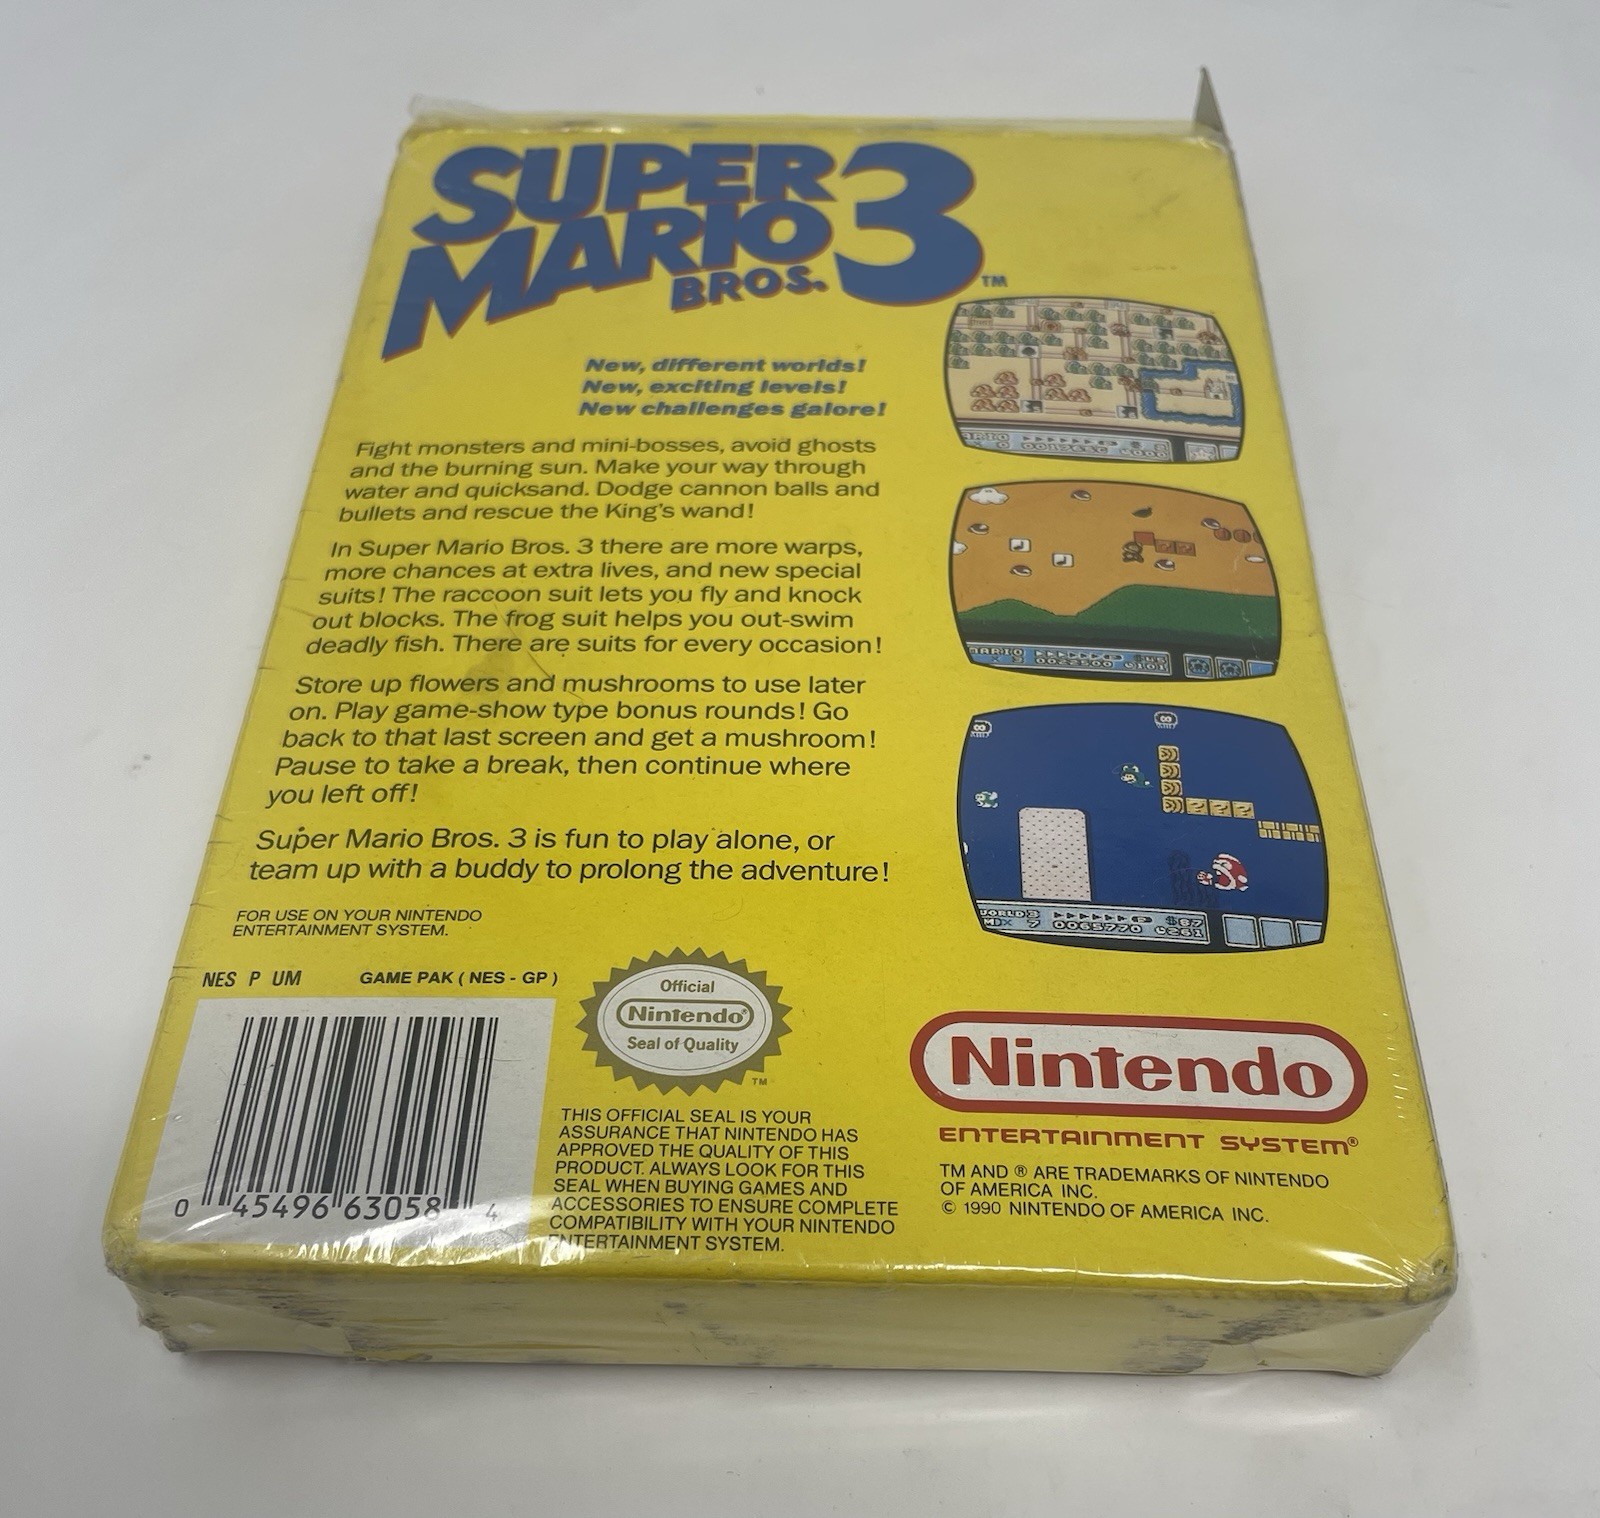 SUPER
MARIO
BROS. 3 TM
New, different worlds!
New, exciting levels!
New challenges galore!
Fight monsters and mini-bosses, avoid ghosts
and the burning sun. Make your way through
water and quicksand. Dodge cannon balls and
bullets and rescue the King's wand!
In Super Mario Bros. 3 there are more warps,
more chances at extra lives, and new special
suits! The raccoon suit lets you fly and knock
out blocks. The frog suit helps you out-swim
deadly fish. There are suits for every occasion!
Store up flowers and mushrooms to use later
on. Play game-show type bonus rounds! Go
back to that last screen and get a mushroom!
Pause to take a break, then continue where
you left off!
Super Mario Bros. 3 is fun to play alone, or
team up with a buddy to prolong the adventure!
FOR USE ON YOUR NINTENDO
ENTERTAINMENT SYSTEM.
NES P UM GAME PAK ( NES - GP )
0 45496 63058 4
Official
Nintendo®
Seal of Quality
TM
THIS OFFICIAL SEAL IS YOUR
ASSURANCE THAT NINTENDO HAS
APPROVED THE QUALITY OF THIS
PRODUCT. ALWAYS LOOK FOR THIS
SEAL WHEN BUYING GAMES AND
ACCESSORIES TO ENSURE COMPLETE
COMPATIBILITY WITH YOUR NINTENDO
ENTERTAINMENT SYSTEM.
MARIO
x 3 0022500 101
WORLD 3 P $87
x 7 0065770 261
Nintendo
ENTERTAINMENT SYSTEM®
TM AND ® ARE TRADEMARKS OF NINTENDO
OF AMERICA INC.
© 1990 NINTENDO OF AMERICA INC.